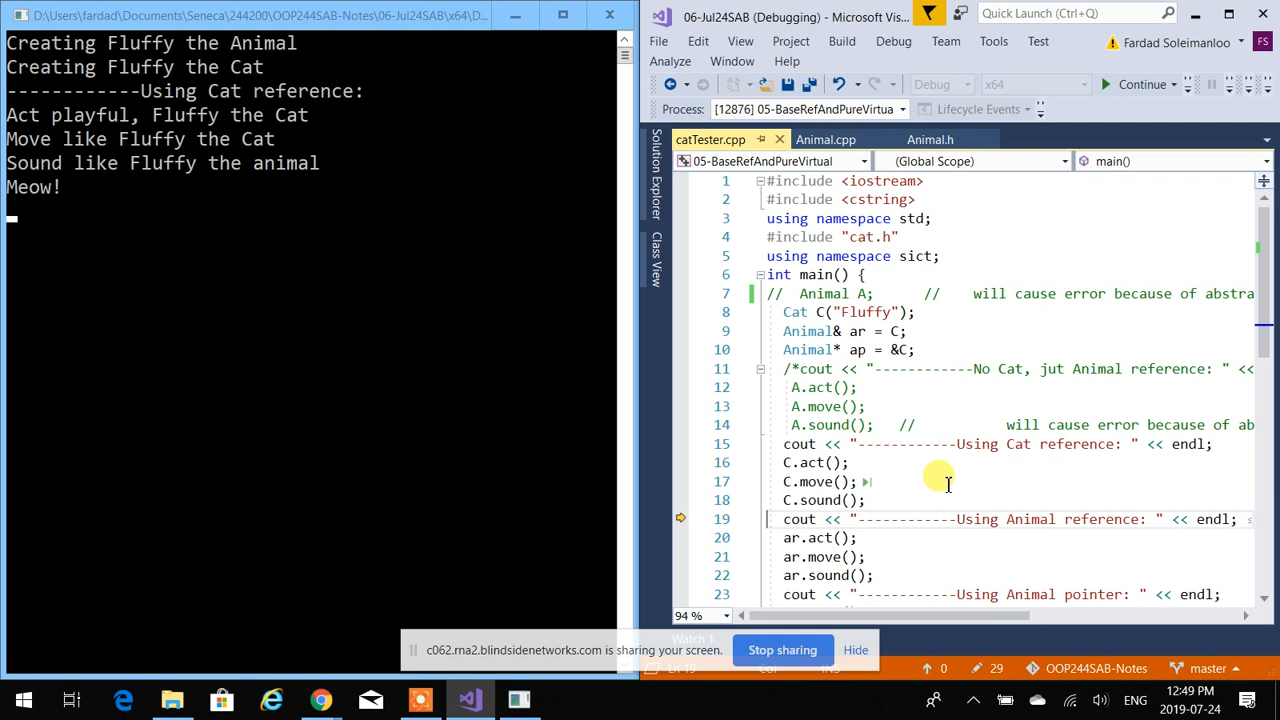 D:\Users\fardad\Documents\Seneca\244200\OOP244SAB-Notes\06-Jul24SAB\x64\D...
Creating Fluffy the Animal
Creating Fluffy the Cat
------------Using Cat reference:
Act playful, Fluffy the Cat
Move like Fluffy the Cat
Sound like Fluffy the animal
Meow!
06-Jul24SAB (Debugging) - Microsoft Vis...
Quick Launch (Ctrl+Q)
File Edit View Project Build Debug Team Tools Test
Fardad Soleimanloo FS
Analyze Window Help
Debug x64 Continue
Process: [12876] 05-BaseRefAndPureVirtua Lifecycle Events
Solution Explorer
Class View
catTester.cpp Animal.cpp Animal.h
05-BaseRefAndPureVirtual (Global Scope) main()
1 #include <iostream>
2 #include <cstring>
3 using namespace std;
4 #include "cat.h"
5 using namespace sict;
6 int main() {
7 // Animal A; // will cause error because of abstra
8 Cat C("Fluffy");
9 Animal& ar = C;
10 Animal* ap = &C;
11 /*cout << "------------No Cat, jut Animal reference: " <<
12 A.act();
13 A.move();
14 A.sound(); // will cause error because of ab
15 cout << "------------Using Cat reference: " << endl;
16 C.act();
17 C.move();
18 C.sound();
19 cout << "------------Using Animal reference: " << endl;
20 ar.act();
21 ar.move();
22 ar.sound();
23 cout << "------------Using Animal pointer: " << endl;
94 %
Watch 1
c062.rna2.blindsidenetworks.com is sharing your screen. Stop sharing Hide
Ln 19 Col INS 0 29 OOP244SAB-Notes master
ENG
12:49 PM
2019-07-24